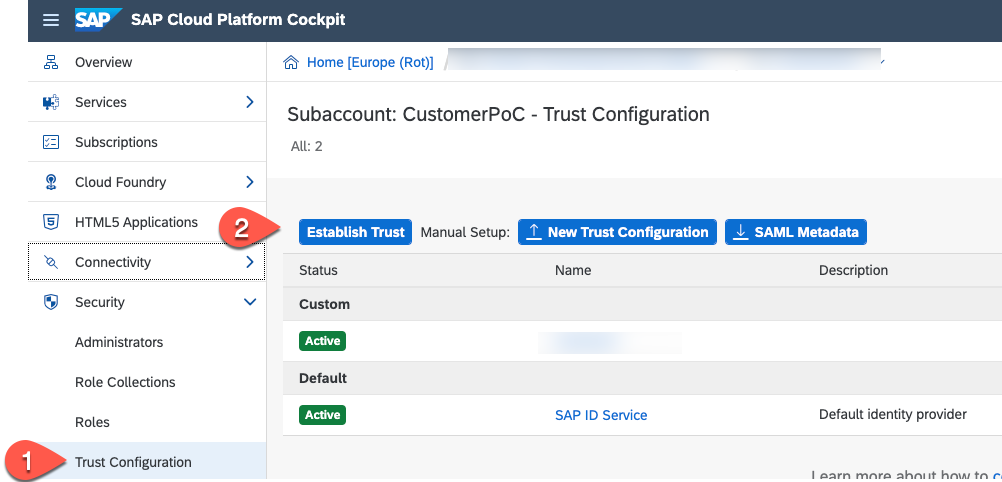 SAP SAP Cloud Platform Cockpit
Overview
Services
Subscriptions
Cloud Foundry
HTML5 Applications
Connectivity
Security
Administrators
Role Collections
Roles
1 Trust Configuration
Home [Europe (Rot)] /
Subaccount: CustomerPoC - Trust Configuration
All: 2
2 Establish Trust Manual Setup: New Trust Configuration SAML Metadata
Status Name Description
Custom
Active
Default
Active SAP ID Service Default identity provider
Learn more about how to